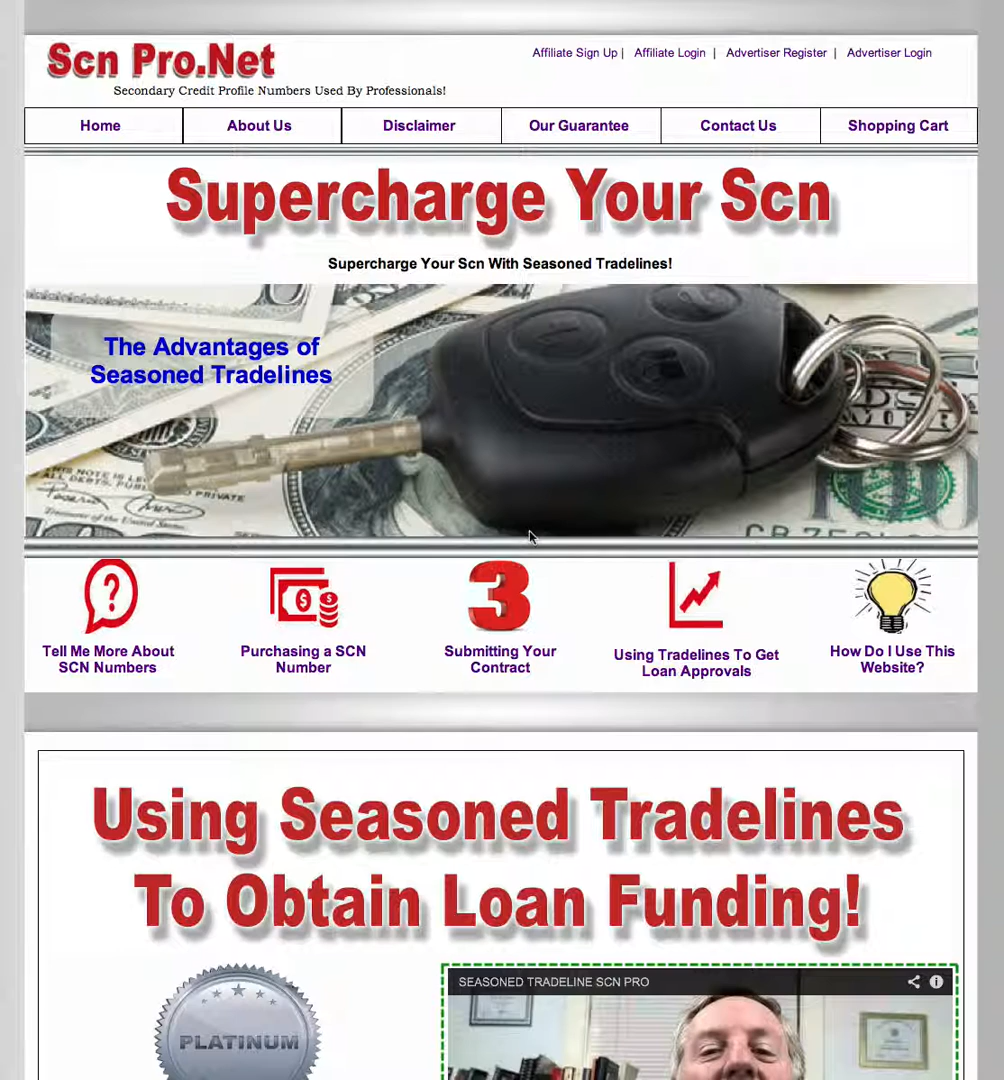 Scn Pro.Net
Affiliate Sign Up | Affiliate Login | Advertiser Register | Advertiser Login
Secondary Credit Profile Numbers Used By Professionals!
Home About Us Disclaimer Our Guarantee Contact Us Shopping Cart
Supercharge Your Scn
Supercharge Your Scn With Seasoned Tradelines!
The Advantages of
Seasoned Tradelines
PRIVATE
3
Tell Me More About
SCN Numbers
Purchasing a SCN
Number
Submitting Your
Contract
Using Tradelines To Get
Loan Approvals
How Do I Use This
Website?
Using Seasoned Tradelines
To Obtain Loan Funding!
PLATINUM
SEASONED TRADELINE SCN PRO